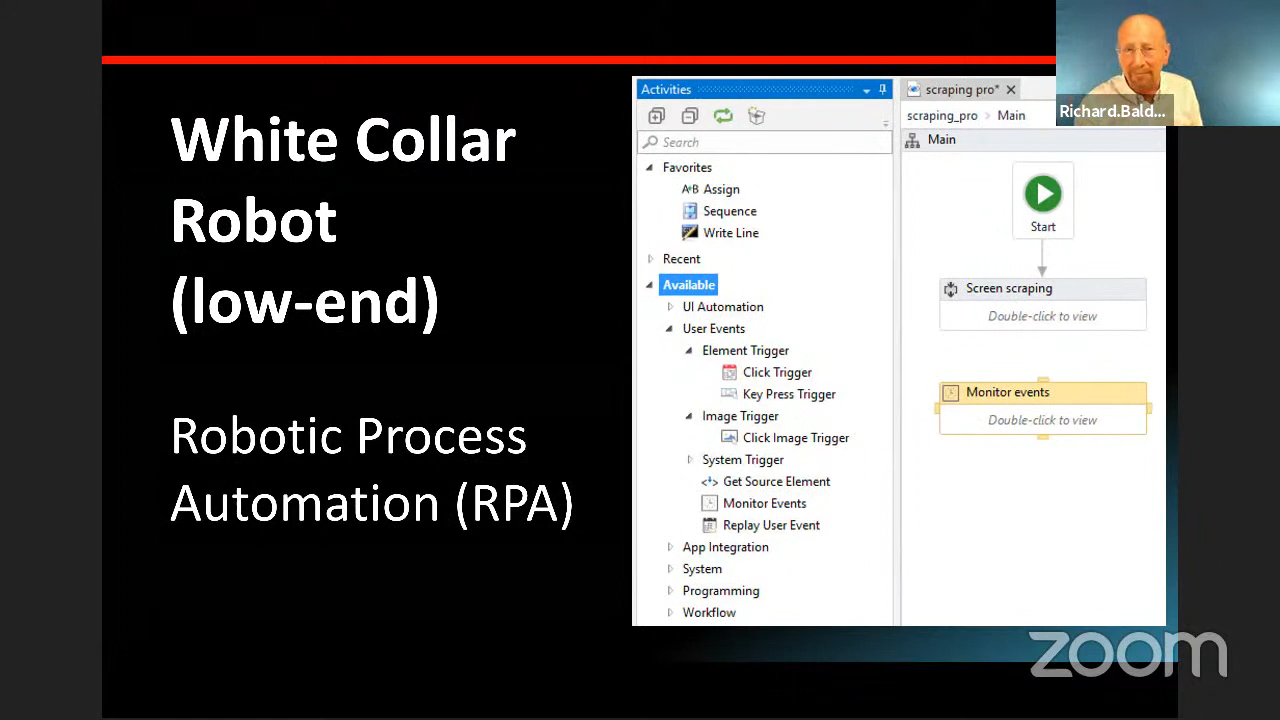 White Collar
Robot
(low-end)
Robotic Process
Automation (RPA)
Activities
Search
Favorites
Assign
Sequence
Write Line
Recent
Available
UI Automation
User Events
Element Trigger
Click Trigger
Key Press Trigger
Image Trigger
Click Image Trigger
System Trigger
Get Source Element
Monitor Events
Replay User Event
App Integration
System
Programming
Workflow
scraping pro*
scraping_pro > Main
Main
Start
Screen scraping
Double-click to view
Monitor events
Double-click to view
Richard.Bald...
zoom